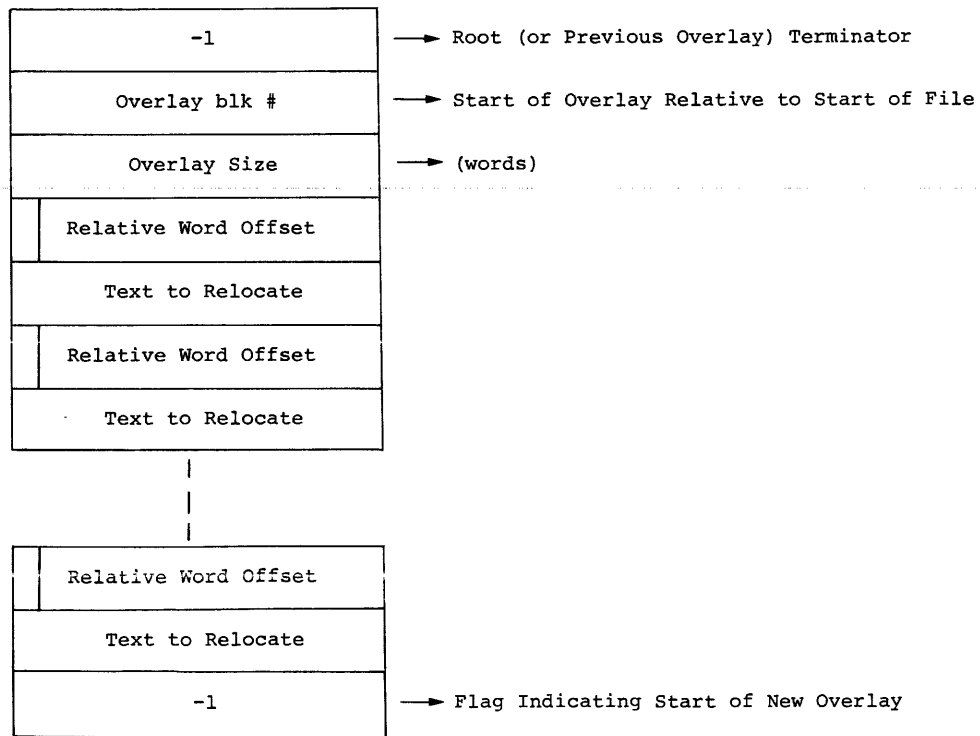 -1 → Root (or Previous Overlay) Terminator
Overlay blk # → Start of Overlay Relative to Start of File
Overlay Size → (words)
Relative Word Offset
Text to Relocate
Relative Word Offset
Text to Relocate
Relative Word Offset
Text to Relocate
-1 → Flag Indicating Start of New Overlay